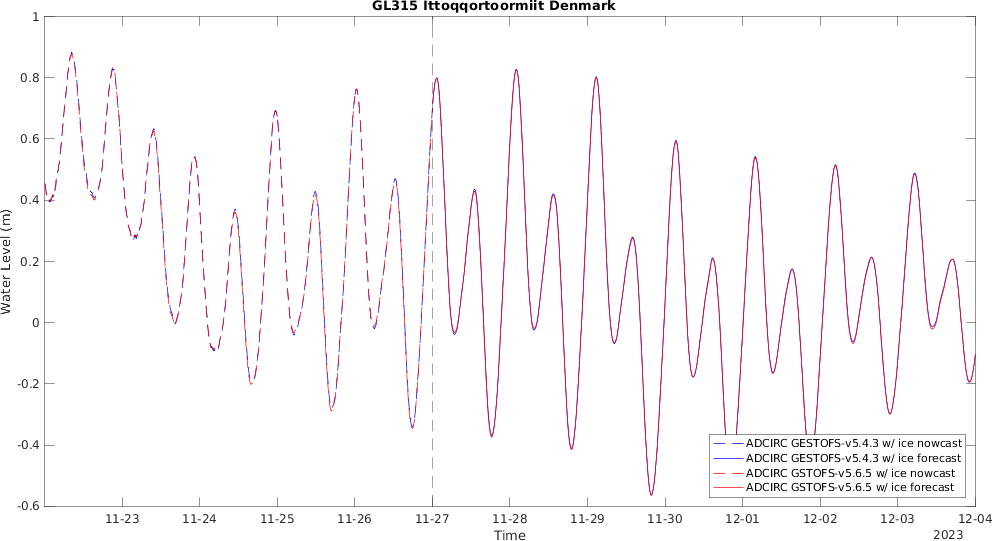 GL315 Ittoqqortoormiit Denmark
1
0.8
0.6
0.4
0.2
0
-0.2
-0.4
-0.6
Water Level (m)
ADCIRC GESTOFS-v5.4.3 w/ ice nowcast
ADCIRC GESTOFS-v5.4.3 w/ ice forecast
ADCIRC GSTOFS-v5.6.5 w/ ice nowcast
ADCIRC GSTOFS-v5.6.5 w/ ice forecast
11-23 11-24 11-25 11-26 11-27 11-28 11-29 11-30 12-01 12-02 12-03 12-04
Time
2023